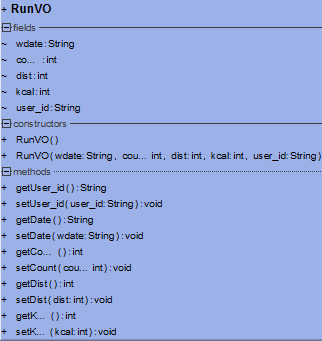 + RunVO
fields
~ wdate:String
~ co... :int
~ dist:int
~ kcal:int
~ user_id:String
constructors
+ RunVO()
+ RunVO(wdate:String, cou... int, dist:int, kcal:int, user_id:String)
methods
+ getUser_id():String
+ setUser_id(user_id:String):void
+ getDate():String
+ setDate(wdate:String):void
+ getCo... ():int
+ setCount(cou... int):void
+ getDist():int
+ setDist(dist:int):void
+ getK... ():int
+ setK... (kcal:int):void